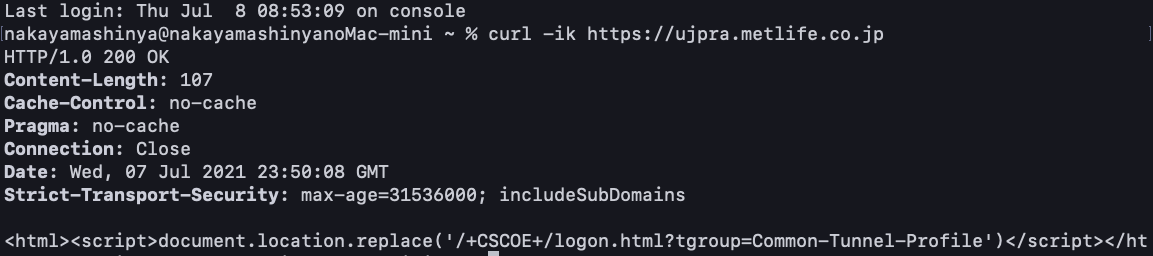 Last login: Thu Jul  8 08:53:09 on console
[nakayamashinya@nakayamashinyanoMac-mini ~ % curl -ik https://ujpra.metlife.co.jp ]
HTTP/1.0 200 OK
Content-Length: 107
Cache-Control: no-cache
Pragma: no-cache
Connection: Close
Date: Wed, 07 Jul 2021 23:50:08 GMT
Strict-Transport-Security: max-age=31536000; includeSubDomains
<html><script>document.location.replace('/+CSCOE+/logon.html?tgroup=Common-Tunnel-Profile')</script></ht